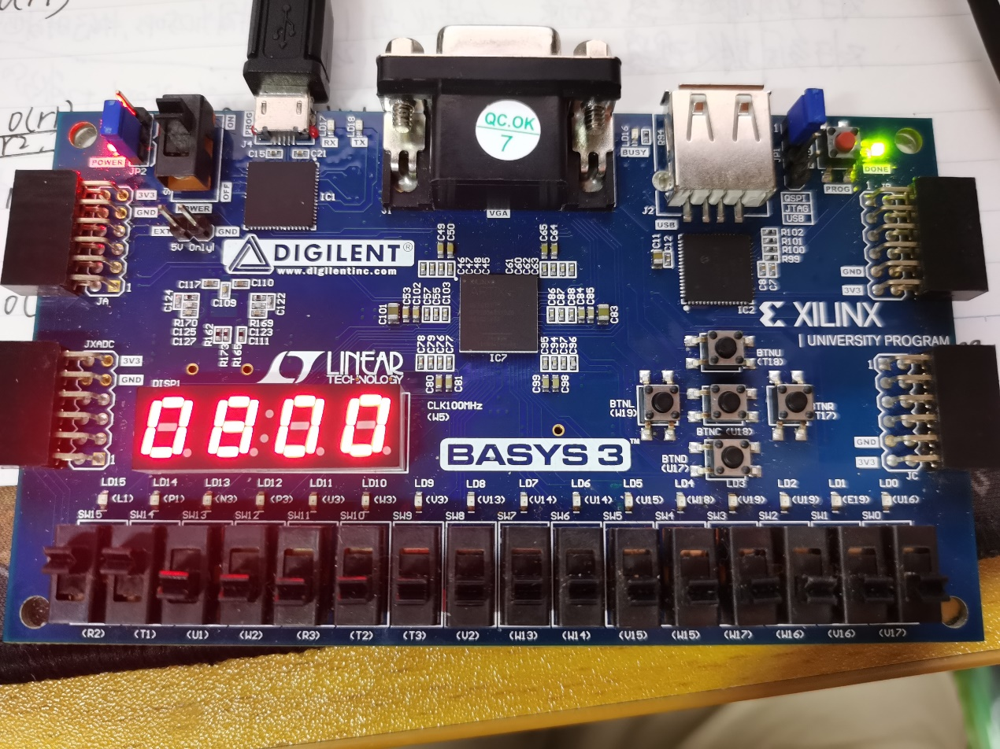 QC.OK
7
PROG
LD17
RX
LD18
TX
LD16
BUSY
R94
ON
OFF
POWER
JP2
J4
C15
C21
IC1
JP1
DONE
PROG
QSPI
JTAG
USB
J2
USB
VGA
3V3
GND
EXT
POWER
GND
5V Only!
JA
1
DIGILENT®
www.digilentinc.com
C49
C50
C65
C64
C46
C47
C48
C45
C61
C60
C62
C63
C11
C12
R102
R101
R100
R99
C8
C7
GND
3V3
IC2
C117
C110
C109
C124
C122
R170
C125
C127
R162
R173
R165
R169
C123
C111
C101
C53
C102
C57
C55
C103
C86
C87
C88
C84
C85
C83
C78
C79
C72
C77
C95
C94
C97
C96
C80
C81
C99
C98
IC7
XILINX
UNIVERSITY PROGRAM
JXADC
3V3
GND
1
LINEAR
TECHNOLOGY
DISP1
0800
CLK100MHz
(W5)
BTNU
(T18)
BTNL
(W19)
BTNR
(T17)
BTNC (U18)
BTND
(U17)
BASYS 3™
GND
3V3
JC
LD15 LD14 LD13 LD12 LD11 LD10 LD9 LD8 LD7 LD6 LD5 LD4 LD3 LD2 LD1 LD0
(L1) (P1) (N3) (P3) (U3) (W3) (V3) (V13) (V14) (U14) (U15) (W18) (V19) (U19) (E19) (U16)
SW15 SW14 SW13 SW12 SW11 SW10 SW9 SW8 SW7 SW6 SW5 SW4 SW3 SW2 SW1 SW0
(R2) (T1) (U1) (W2) (R3) (T2) (T3) (V2) (W13) (W14) (V15) (W15) (W17) (W16) (V16) (V17)